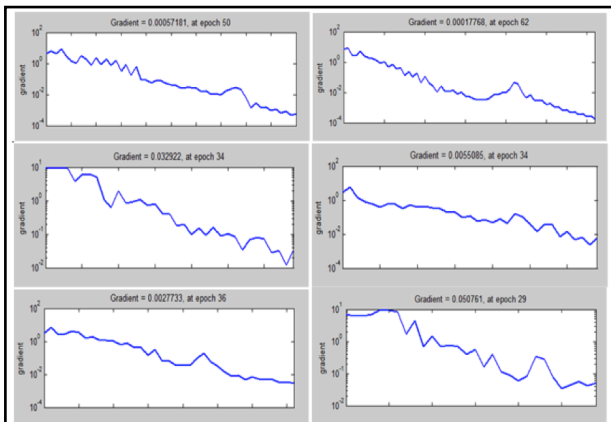 Gradient = 0.00057181, at epoch 50
10^2
10^0
10^-2
10^-4
gradient
Gradient = 0.00017768, at epoch 62
10^2
10^0
10^-2
10^-4
gradient
Gradient = 0.032922, at epoch 34
10^1
10^0
10^-1
10^-2
gradient
Gradient = 0.0055085, at epoch 34
10^2
10^0
10^-2
10^-4
gradient
Gradient = 0.0027733, at epoch 36
10^2
10^0
10^-2
10^-4
gradient
Gradient = 0.050761, at epoch 29
10^1
10^0
10^-1
10^-2
gradient